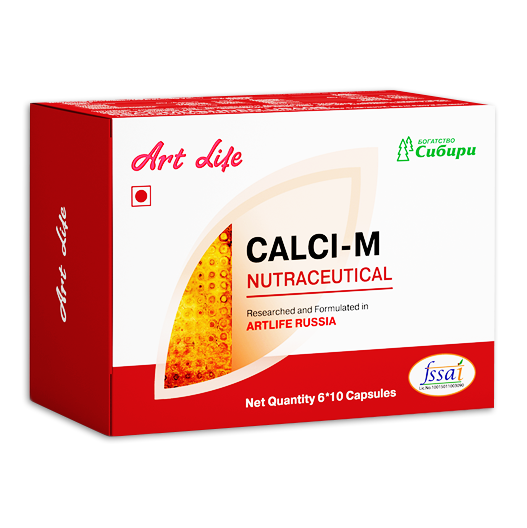 Art Life
БОГАТСТВО
Сибири
Art Life
CALCI-M
NUTRACEUTICAL
Researched and Formulated in
ARTLIFE RUSSIA
Net Quantity 6*10 Capsules
fssai